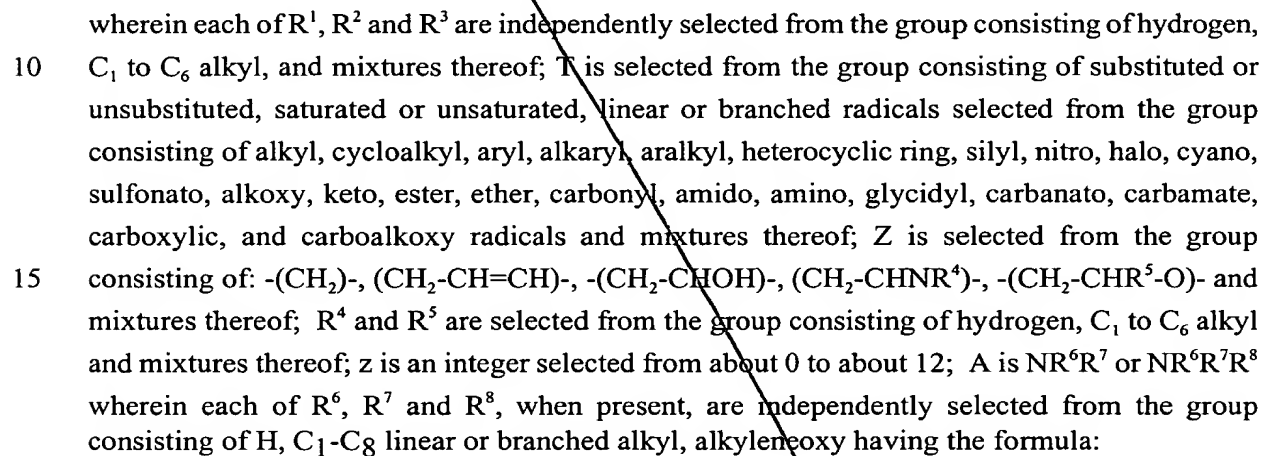 wherein each of R¹, R² and R³ are independently selected from the group consisting of hydrogen,
10 C₁ to C₆ alkyl, and mixtures thereof; T is selected from the group consisting of substituted or
unsubstituted, saturated or unsaturated, linear or branched radicals selected from the group
consisting of alkyl, cycloalkyl, aryl, alkaryl, aralkyl, heterocyclic ring, silyl, nitro, halo, cyano,
sulfonato, alkoxy, keto, ester, ether, carbonyl, amido, amino, glycidyl, carbanato, carbamate,
carboxylic, and carboalkoxy radicals and mixtures thereof; Z is selected from the group
15 consisting of: -(CH₂)-, (CH₂-CH=CH)-, -(CH₂-CHOH)-, (CH₂-CHNR⁴)-, -(CH₂-CHR⁵-O)- and
mixtures thereof; R⁴ and R⁵ are selected from the group consisting of hydrogen, C₁ to C₆ alkyl
and mixtures thereof; z is an integer selected from about 0 to about 12; A is NR⁶R⁷ or NR⁶R⁷R⁸
wherein each of R⁶, R⁷ and R⁸, when present, are independently selected from the group
consisting of H, C₁-C₈ linear or branched alkyl, alkyleneoxy having the formula: